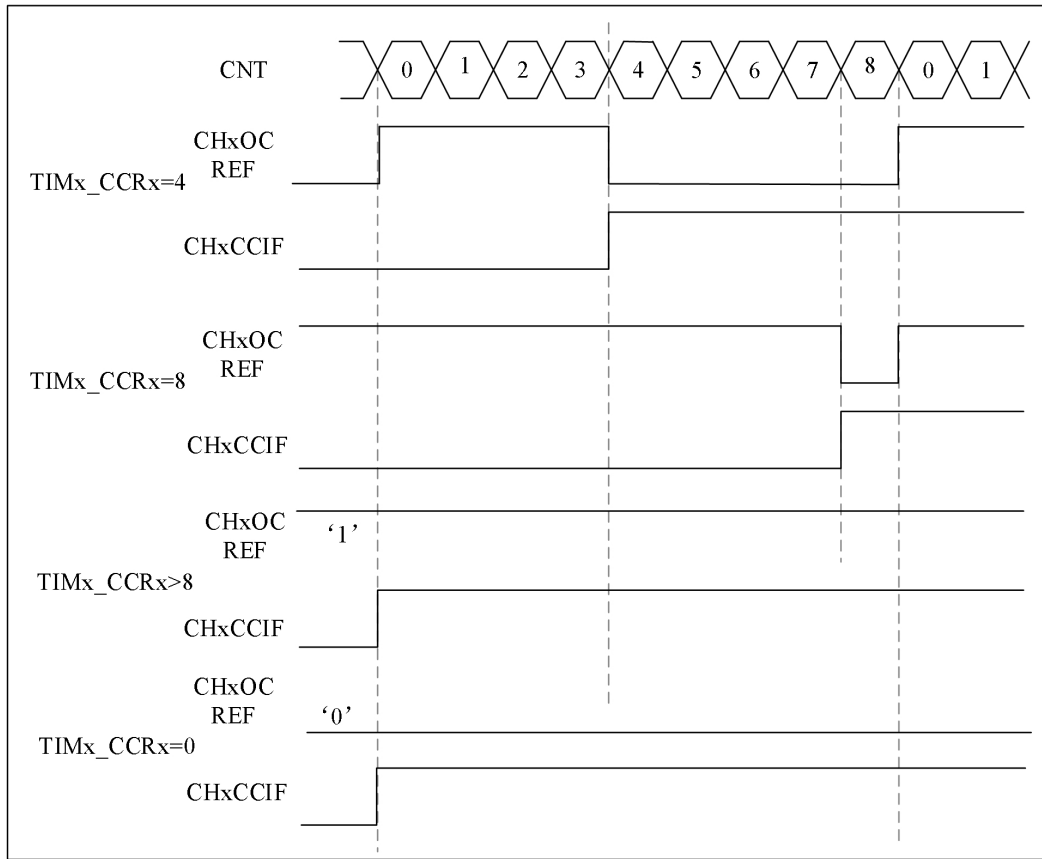 CNT
0 1 2 3 4 5 6 7 8 0 1
CHxOC
REF
TIMx_CCRx=4
CHxCCIF
CHxOC
REF
TIMx_CCRx=8
CHxCCIF
CHxOC
REF
‘1’
TIMx_CCRx>8
CHxCCIF
CHxOC
REF
‘0’
TIMx_CCRx=0
CHxCCIF